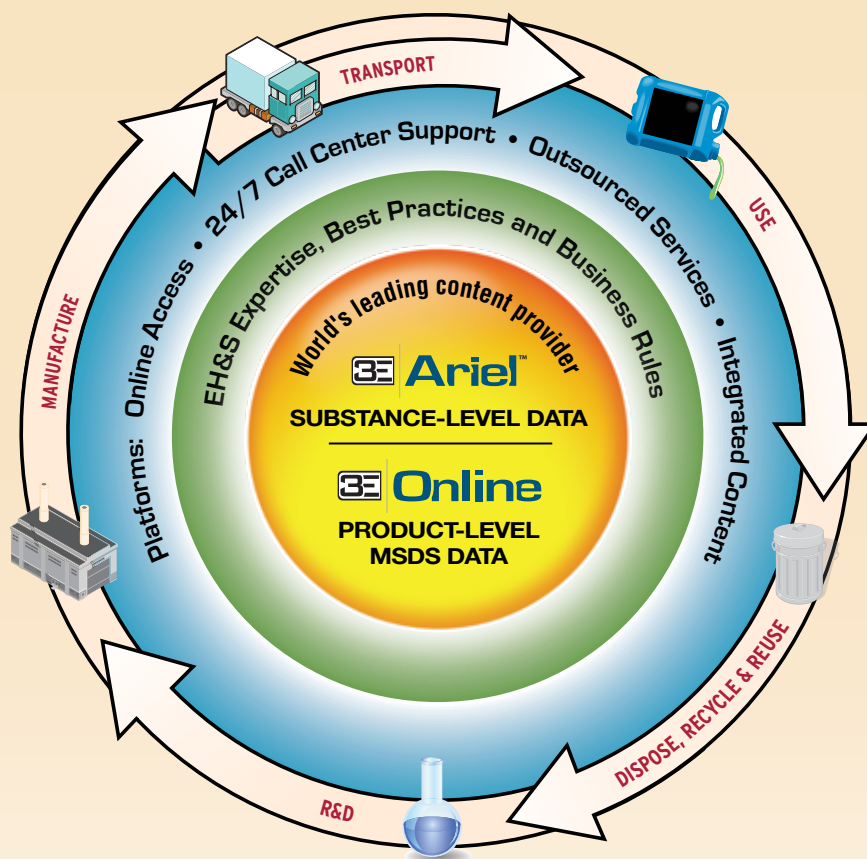 TRANSPORT
USE
DISPOSE, RECYCLE & REUSE
R&D
MANUFACTURE
Platforms: Online Access • 24/7 Call Center Support • Outsourced Services • Integrated Content
EH&S Expertise, Best Practices and Business Rules
World's leading content provider
3E Ariel™
SUBSTANCE-LEVEL DATA
3E Online
PRODUCT-LEVEL
MSDS DATA